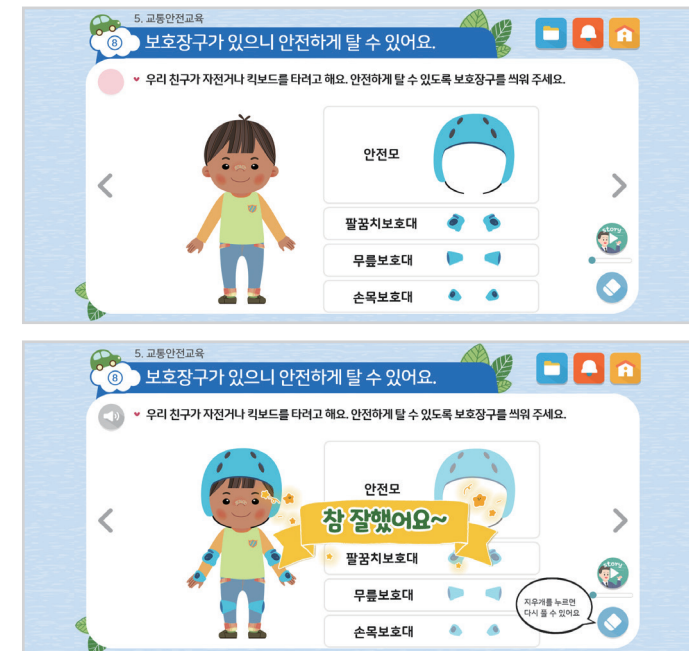 5. 교통안전교육
⑧ 보호장구가 있으니 안전하게 탈 수 있어요.
우리 친구가 자전거나 킥보드를 타려고 해요. 안전하게 탈 수 있도록 보호장구를 씌워 주세요.
안전모
팔꿈치보호대
무릎보호대
손목보호대
story
5. 교통안전교육
⑧ 보호장구가 있으니 안전하게 탈 수 있어요.
우리 친구가 자전거나 킥보드를 타려고 해요. 안전하게 탈 수 있도록 보호장구를 씌워 주세요.
안전모
참 잘했어요~
팔꿈치보호대
무릎보호대
손목보호대
story
지우개를 누르면
다시 풀 수 있어요